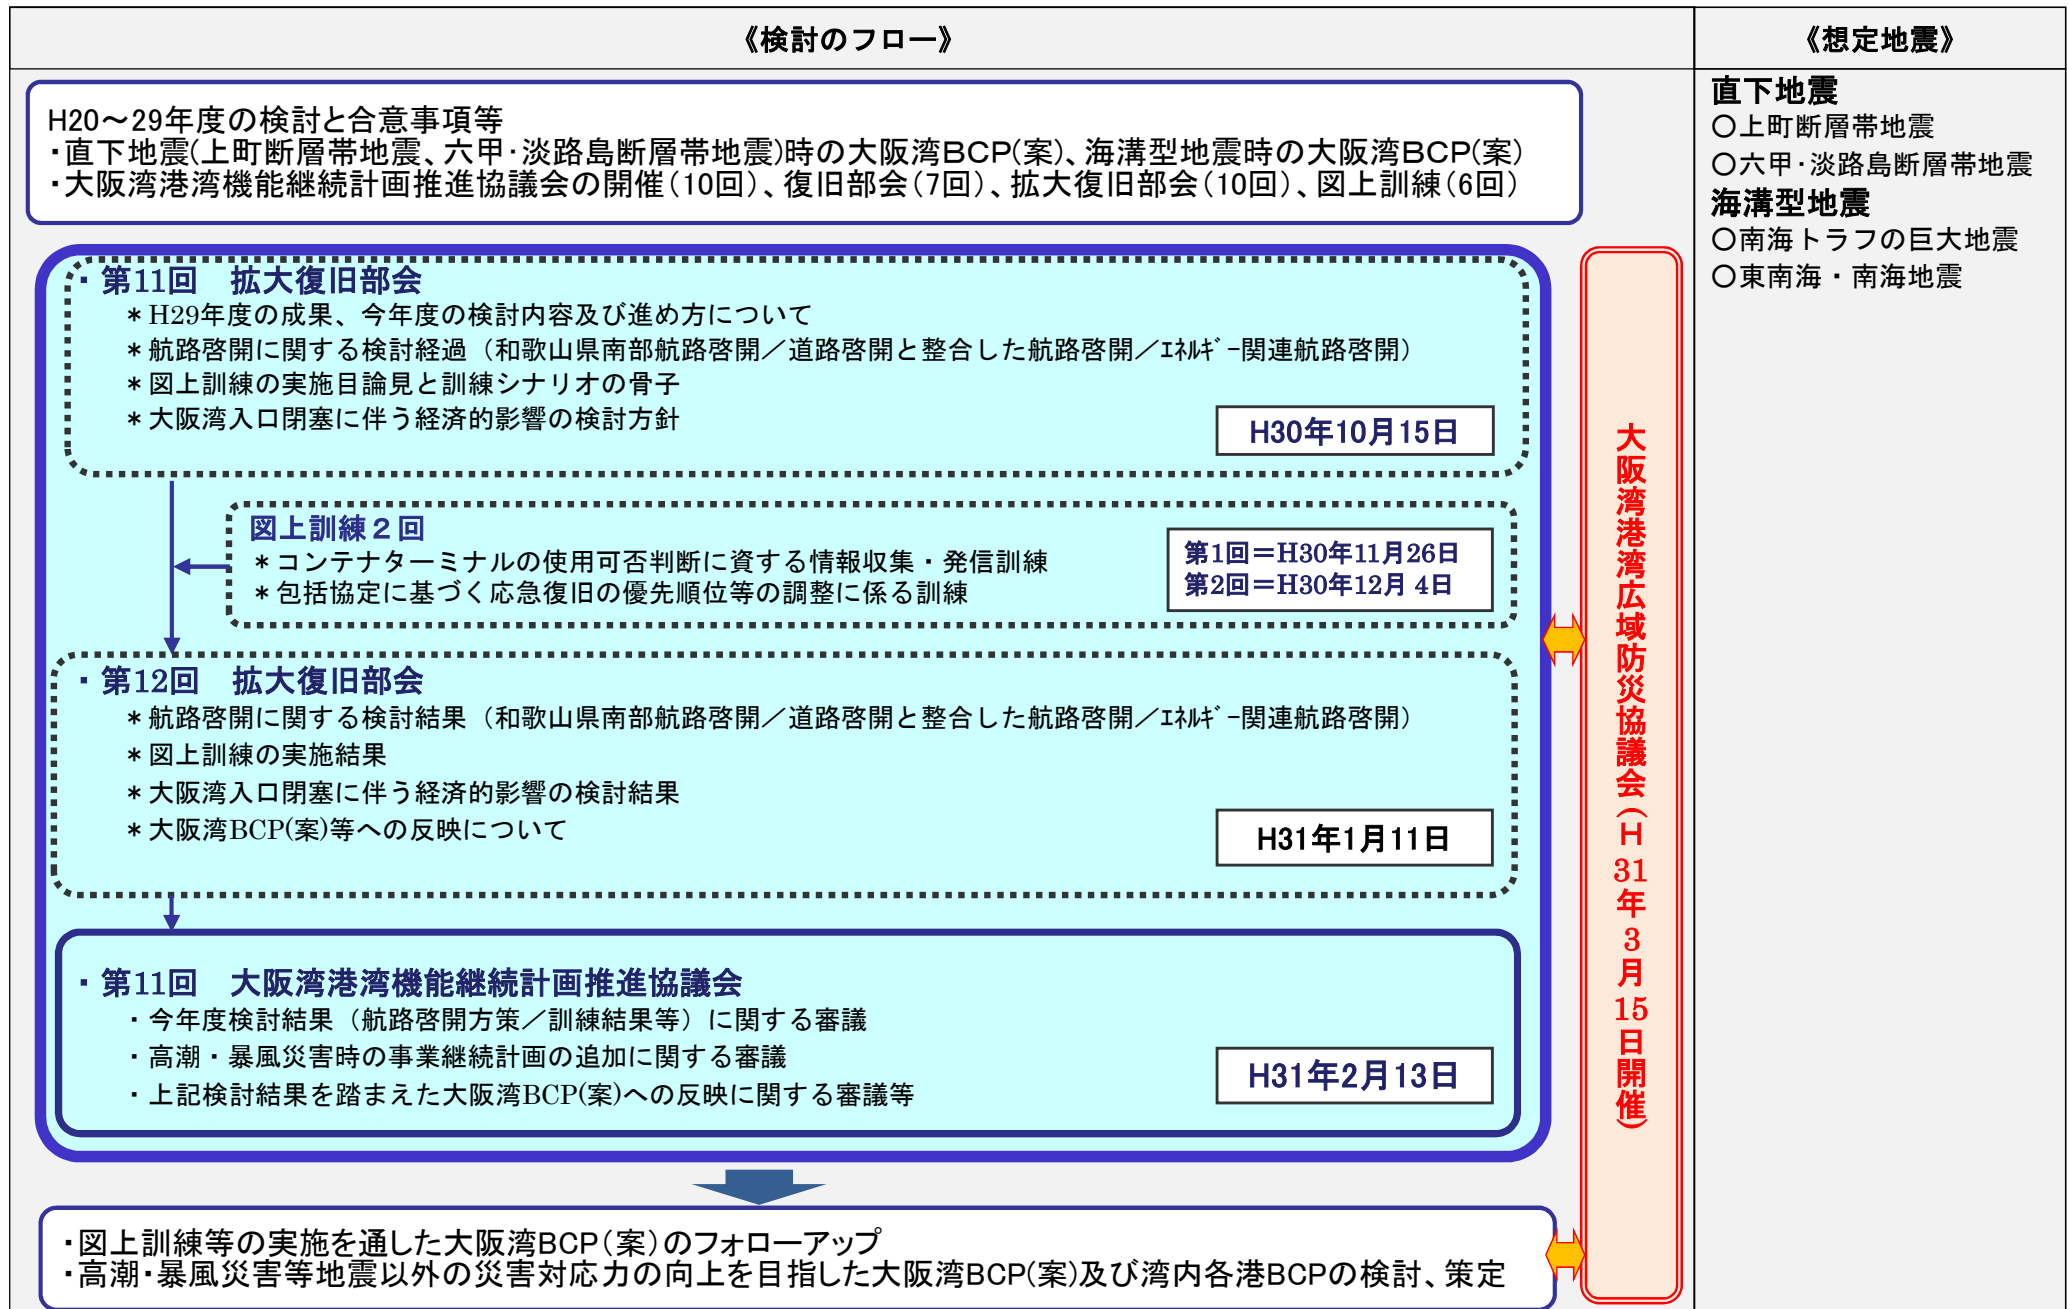 《検討のフロー》
《想定地震》
H20～29年度の検討と合意事項等
・直下地震(上町断層帯地震、六甲・淡路島断層帯地震)時の大阪湾BCP(案)、海溝型地震時の大阪湾BCP(案)
・大阪湾港湾機能継続計画推進協議会の開催(10回)、復旧部会(7回)、拡大復旧部会(10回)、図上訓練(6回)
・第11回　拡大復旧部会
＊H29年度の成果、今年度の検討内容及び進め方について
＊航路啓開に関する検討経過（和歌山県南部航路啓開／道路啓開と整合した航路啓開／ｴﾈﾙｷﾞｰ関連航路啓開）
＊図上訓練の実施目論見と訓練シナリオの骨子
＊大阪湾入口閉塞に伴う経済的影響の検討方針
H30年10月15日
図上訓練２回
＊コンテナターミナルの使用可否判断に資する情報収集・発信訓練
＊包括協定に基づく応急復旧の優先順位等の調整に係る訓練
第1回＝H30年11月26日
第2回＝H30年12月 4日
・第12回　拡大復旧部会
＊航路啓開に関する検討結果（和歌山県南部航路啓開／道路啓開と整合した航路啓開／ｴﾈﾙｷﾞｰ関連航路啓開）
＊図上訓練の実施結果
＊大阪湾入口閉塞に伴う経済的影響の検討結果
＊大阪湾BCP(案)等への反映について
H31年1月11日
・第11回　大阪湾港湾機能継続計画推進協議会
・今年度検討結果（航路啓開方策／訓練結果等）に関する審議
・高潮・暴風災害時の事業継続計画の追加に関する審議
・上記検討結果を踏まえた大阪湾BCP(案)への反映に関する審議等
H31年2月13日
・図上訓練等の実施を通した大阪湾BCP(案)のフォローアップ
・高潮・暴風災害等地震以外の災害対応力の向上を目指した大阪湾BCP(案)及び湾内各港BCPの検討、策定
大阪湾港湾広域防災協議会（H31年3月15日開催）
直下地震
○上町断層帯地震
○六甲・淡路島断層帯地震
海溝型地震
○南海トラフの巨大地震
○東南海・南海地震